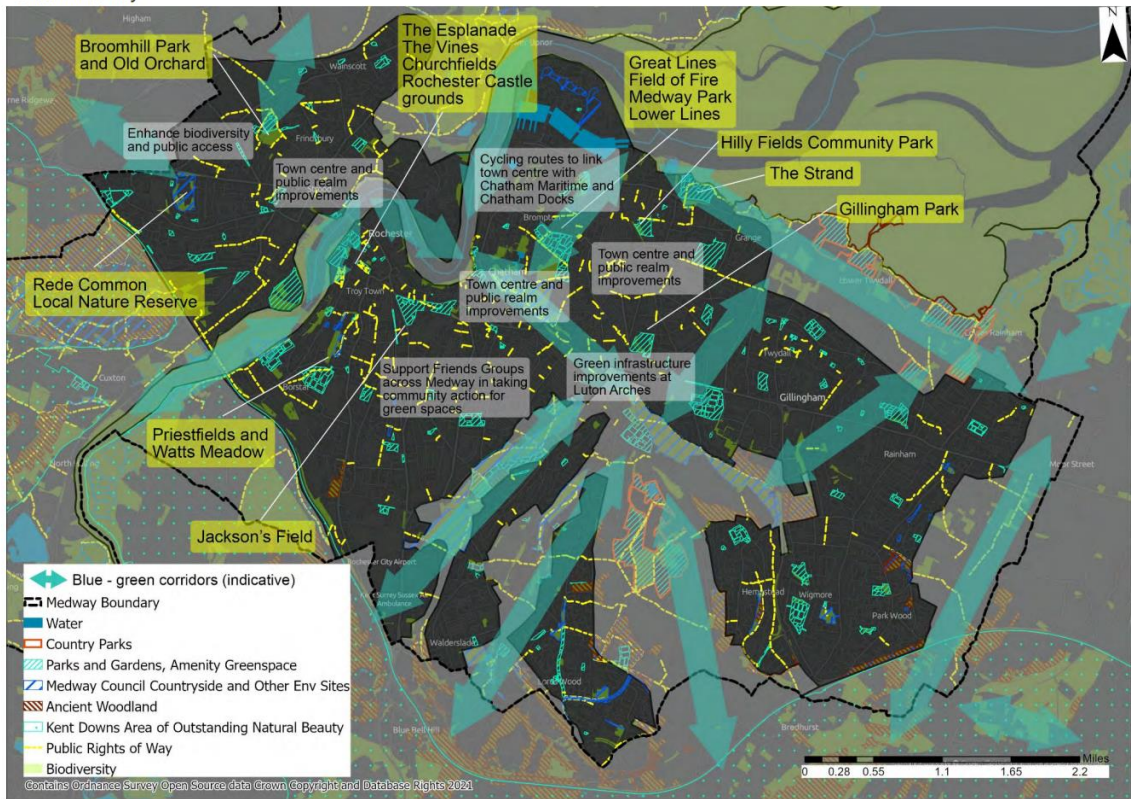 Higham
Wainscott
N
Broomhill Park
and Old Orchard
The Esplanade
The Vines
Churchfields
Rochester Castle
grounds
Great Lines
Field of Fire
Medway Park
Lower Lines
Enhance biodiversity
and public access
Frindsbury
Town centre and
public realm
improvements
Cycling routes to link
town centre with
Chatham Maritime and
Chatham Docks
Hilly Fields Community Park
The Strand
Gillingham Park
Brompton
Rochester
Grange
Town centre and
public realm
improvements
Lower Twydall
Rede Common
Local Nature Reserve
Troy Town
Chatham
Town centre and
public realm
improvements
Cuxton
Borstal
Twydall
Support Friends Groups
across Medway in taking
community action for
green spaces
Green infrastructure
improvements at
Luton Arches
Gillingham
Priestfields and
Watts Meadow
Rainham
Moor Street
Jackson's Field
Rochester City Airport
Ambulance
Walderslade
Hempstead
Wigmore
Park Wood
Lords Wood
Blue Bell Hill
Bredhurst
Blue - green corridors (indicative)
Medway Boundary
Water
Country Parks
Parks and Gardens, Amenity Greenspace
Medway Council Countryside and Other Env Sites
Ancient Woodland
Kent Downs Area of Outstanding Natural Beauty
Public Rights of Way
Biodiversity
Miles
0 0.28 0.55 1.1 1.65 2.2
Contains Ordnance Survey Open Source data Crown Copyright and Database Rights 2021